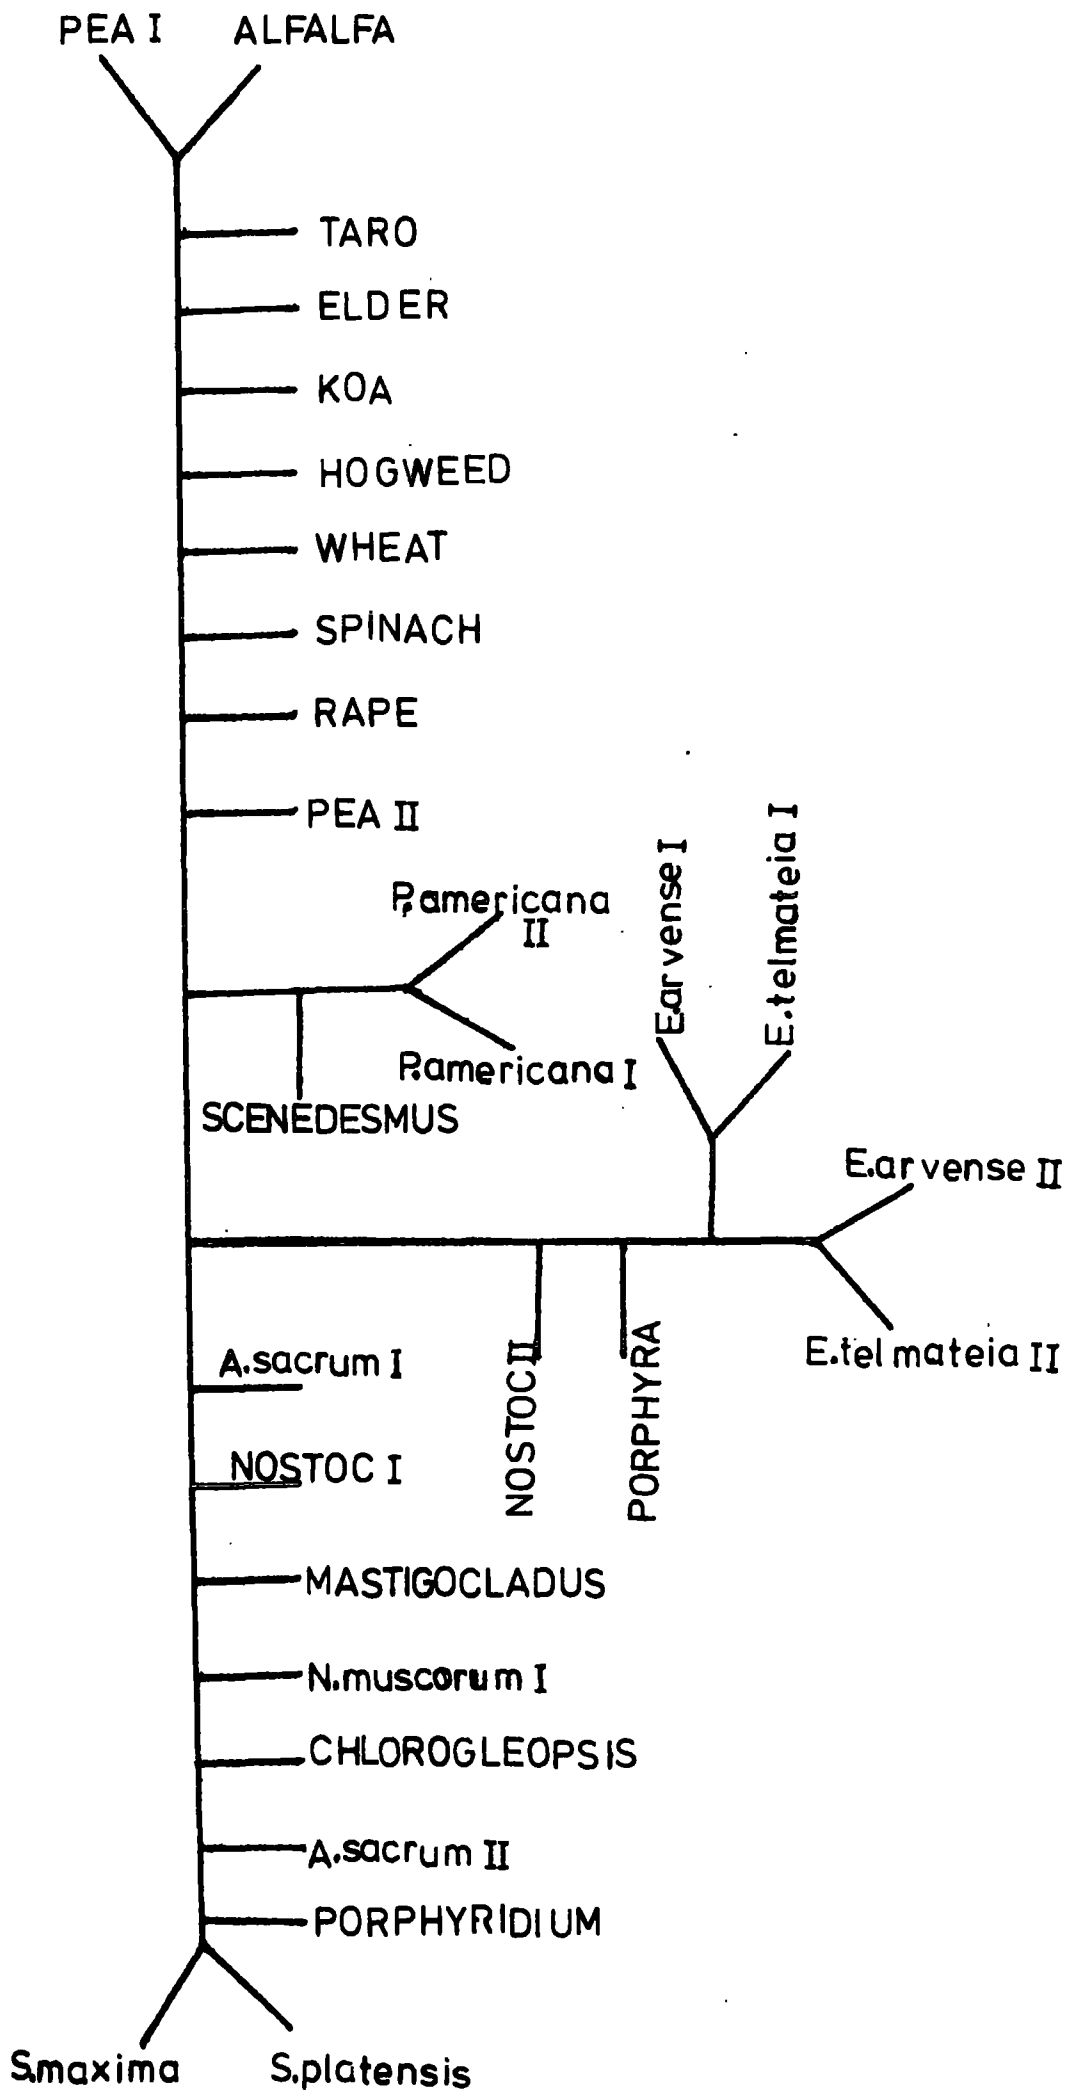 PEA I
ALFALFA
TARO
ELDER
KOA
HOGWEED
WHEAT
SPINACH
RAPE
PEA II
P.americana
II
P.americana I
SCENEDESMUS
E.arvense I
E.telmateia I
E.arvense II
E.telmateia II
NOSTOC II
PORPHYRA
A.sacrum I
NOSTOC I
MASTIGOCLADUS
N.muscorum I
CHLOROGLEOPSIS
A.sacrum II
PORPHYRIDIUM
S.maxima
S.platensis